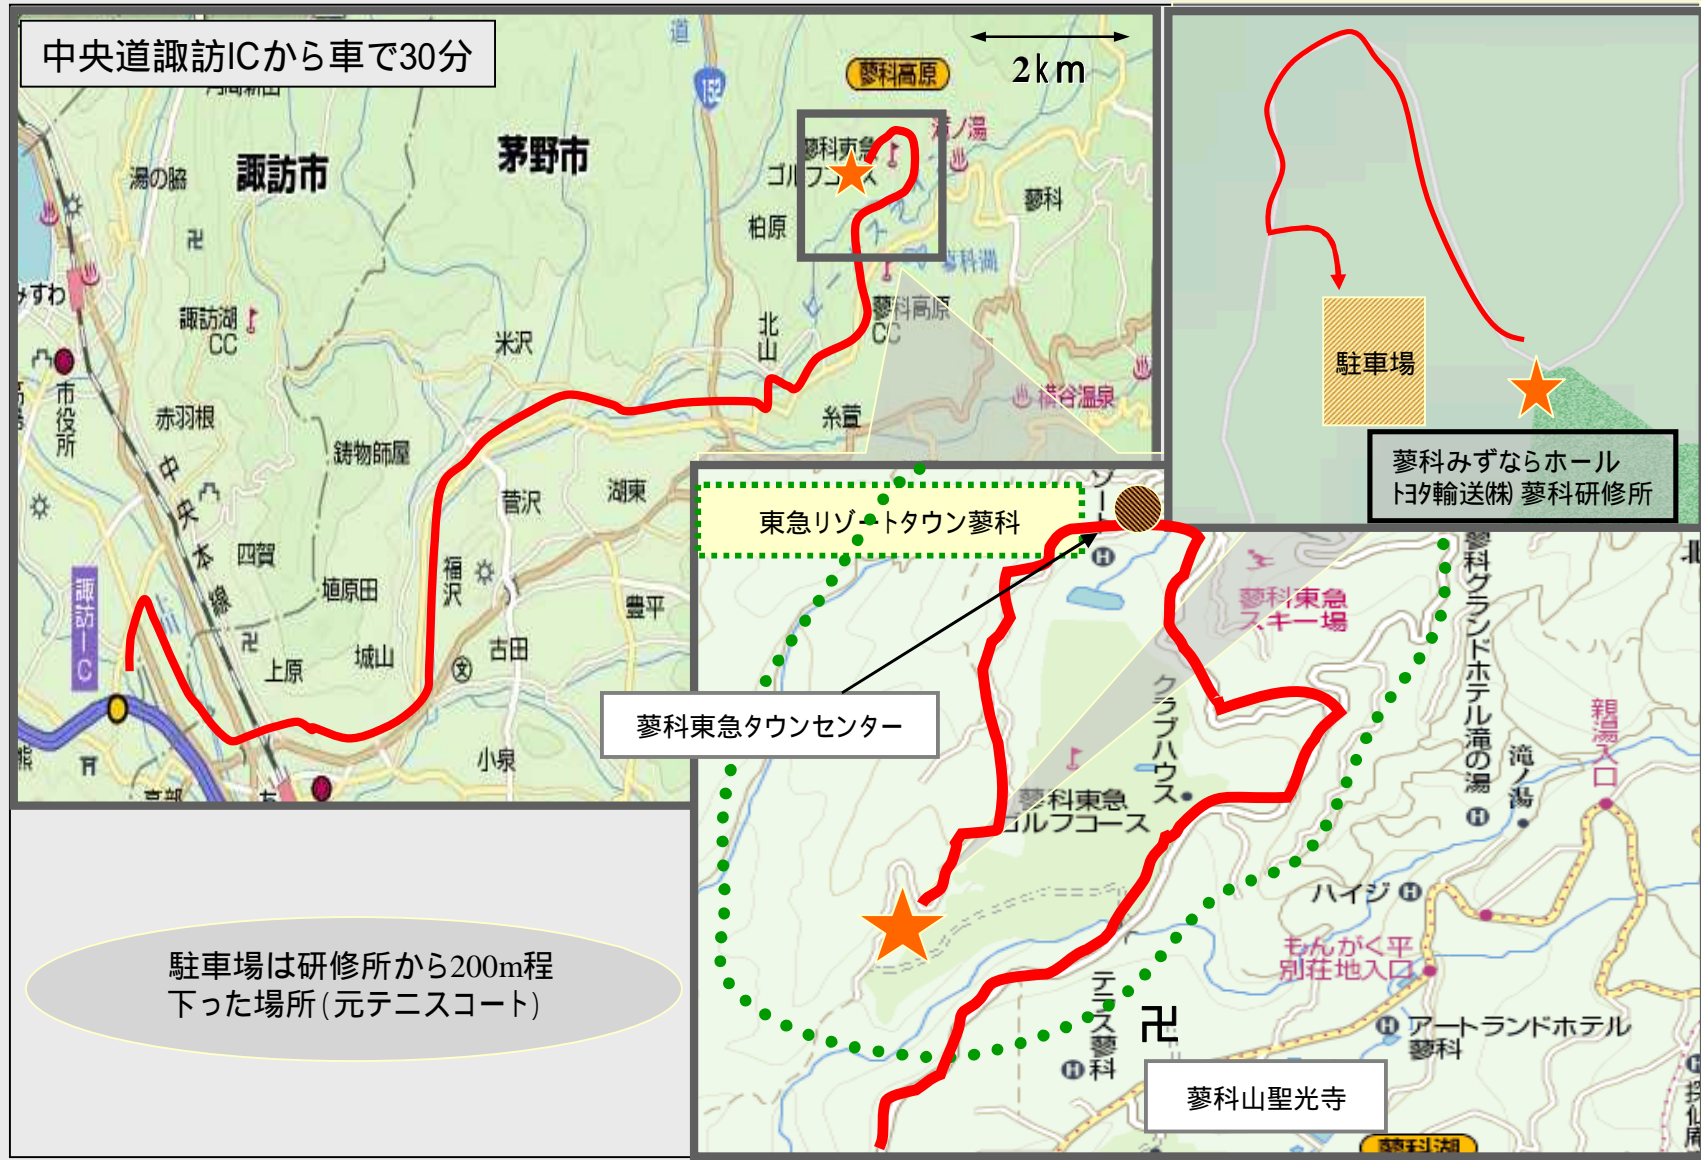 中央道諏訪ICから車で30分
道
152
蓼科高原
2km
諏訪市
茅野市
湯の脇
蓼科東急
ゴルフコース
滝ノ湯
蓼科
柏原
蓼科湖
みすわ
諏訪湖
CC
米沢
北山
蓼科高原
CC
横谷温泉
市役所
赤羽根
糸萱
鋳物師屋
中央本線
菅沢
湖東
四賀
埴原田
福沢
豊平
諏訪IC
上川
上原
城山
古田
小泉
駐車場
蓼科みずならホール
トヨタ輸送(株) 蓼科研修所
東急リゾートタウン蓼科
蓼科東急
スキー場
蓼科グランドホテル滝の湯
蓼科東急タウンセンター
クラブハウス
親湯入口
滝ノ湯
蓼科東急
ゴルフコース
ハイジ
もんがく平
別荘地入口
テラス蓼科
アートランドホテル
蓼科
蓼科山聖光寺
蓼科湖
駐車場は研修所から200m程
下った場所(元テニスコート)